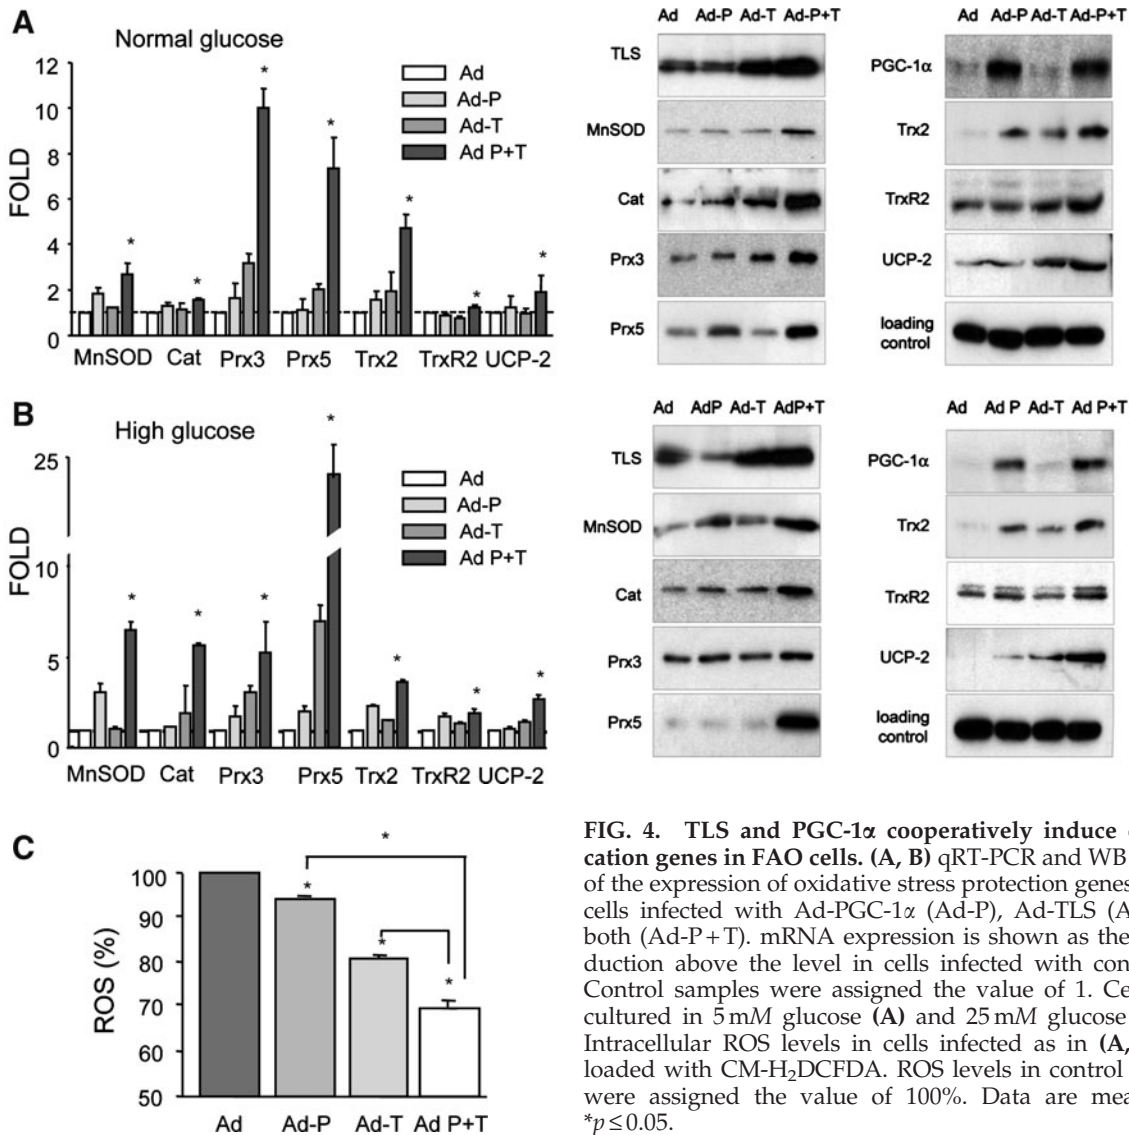 A
Normal glucose
FOLD
12
10
8
6
4
2
0
Ad
Ad-P
Ad-T
Ad P+T
* * * * * * *
MnSOD Cat Prx3 Prx5 Trx2 TrxR2 UCP-2
Ad Ad-P Ad-T Ad-P+T
TLS
MnSOD
Cat
Prx3
Prx5
Ad Ad-P Ad-T Ad-P+T
PGC-1α
Trx2
TrxR2
UCP-2
loading
control
B
High glucose
FOLD
25
10
5
0
Ad
Ad-P
Ad-T
Ad P+T
* * * * * * *
MnSOD Cat Prx3 Prx5 Trx2 TrxR2 UCP-2
Ad AdP Ad-T AdP+T
TLS
MnSOD
Cat
Prx3
Prx5
Ad Ad P Ad-T Ad P+T
PGC-1α
Trx2
TrxR2
UCP-2
loading
control
C
ROS (%)
100
90
80
70
60
50
* * * *
Ad Ad-P Ad-T Ad P+T
FIG. 4. TLS and PGC-1α cooperatively induce
cation genes in FAO cells. (A, B) qRT-PCR and WB
of the expression of oxidative stress protection genes
cells infected with Ad-PGC-1α (Ad-P), Ad-TLS (A
both (Ad-P+T). mRNA expression is shown as the
duction above the level in cells infected with con
Control samples were assigned the value of 1. Ce
cultured in 5 mM glucose (A) and 25 mM glucose
Intracellular ROS levels in cells infected as in (A,
loaded with CM-H₂DCFDA. ROS levels in control
were assigned the value of 100%. Data are mea
*p ≤ 0.05.